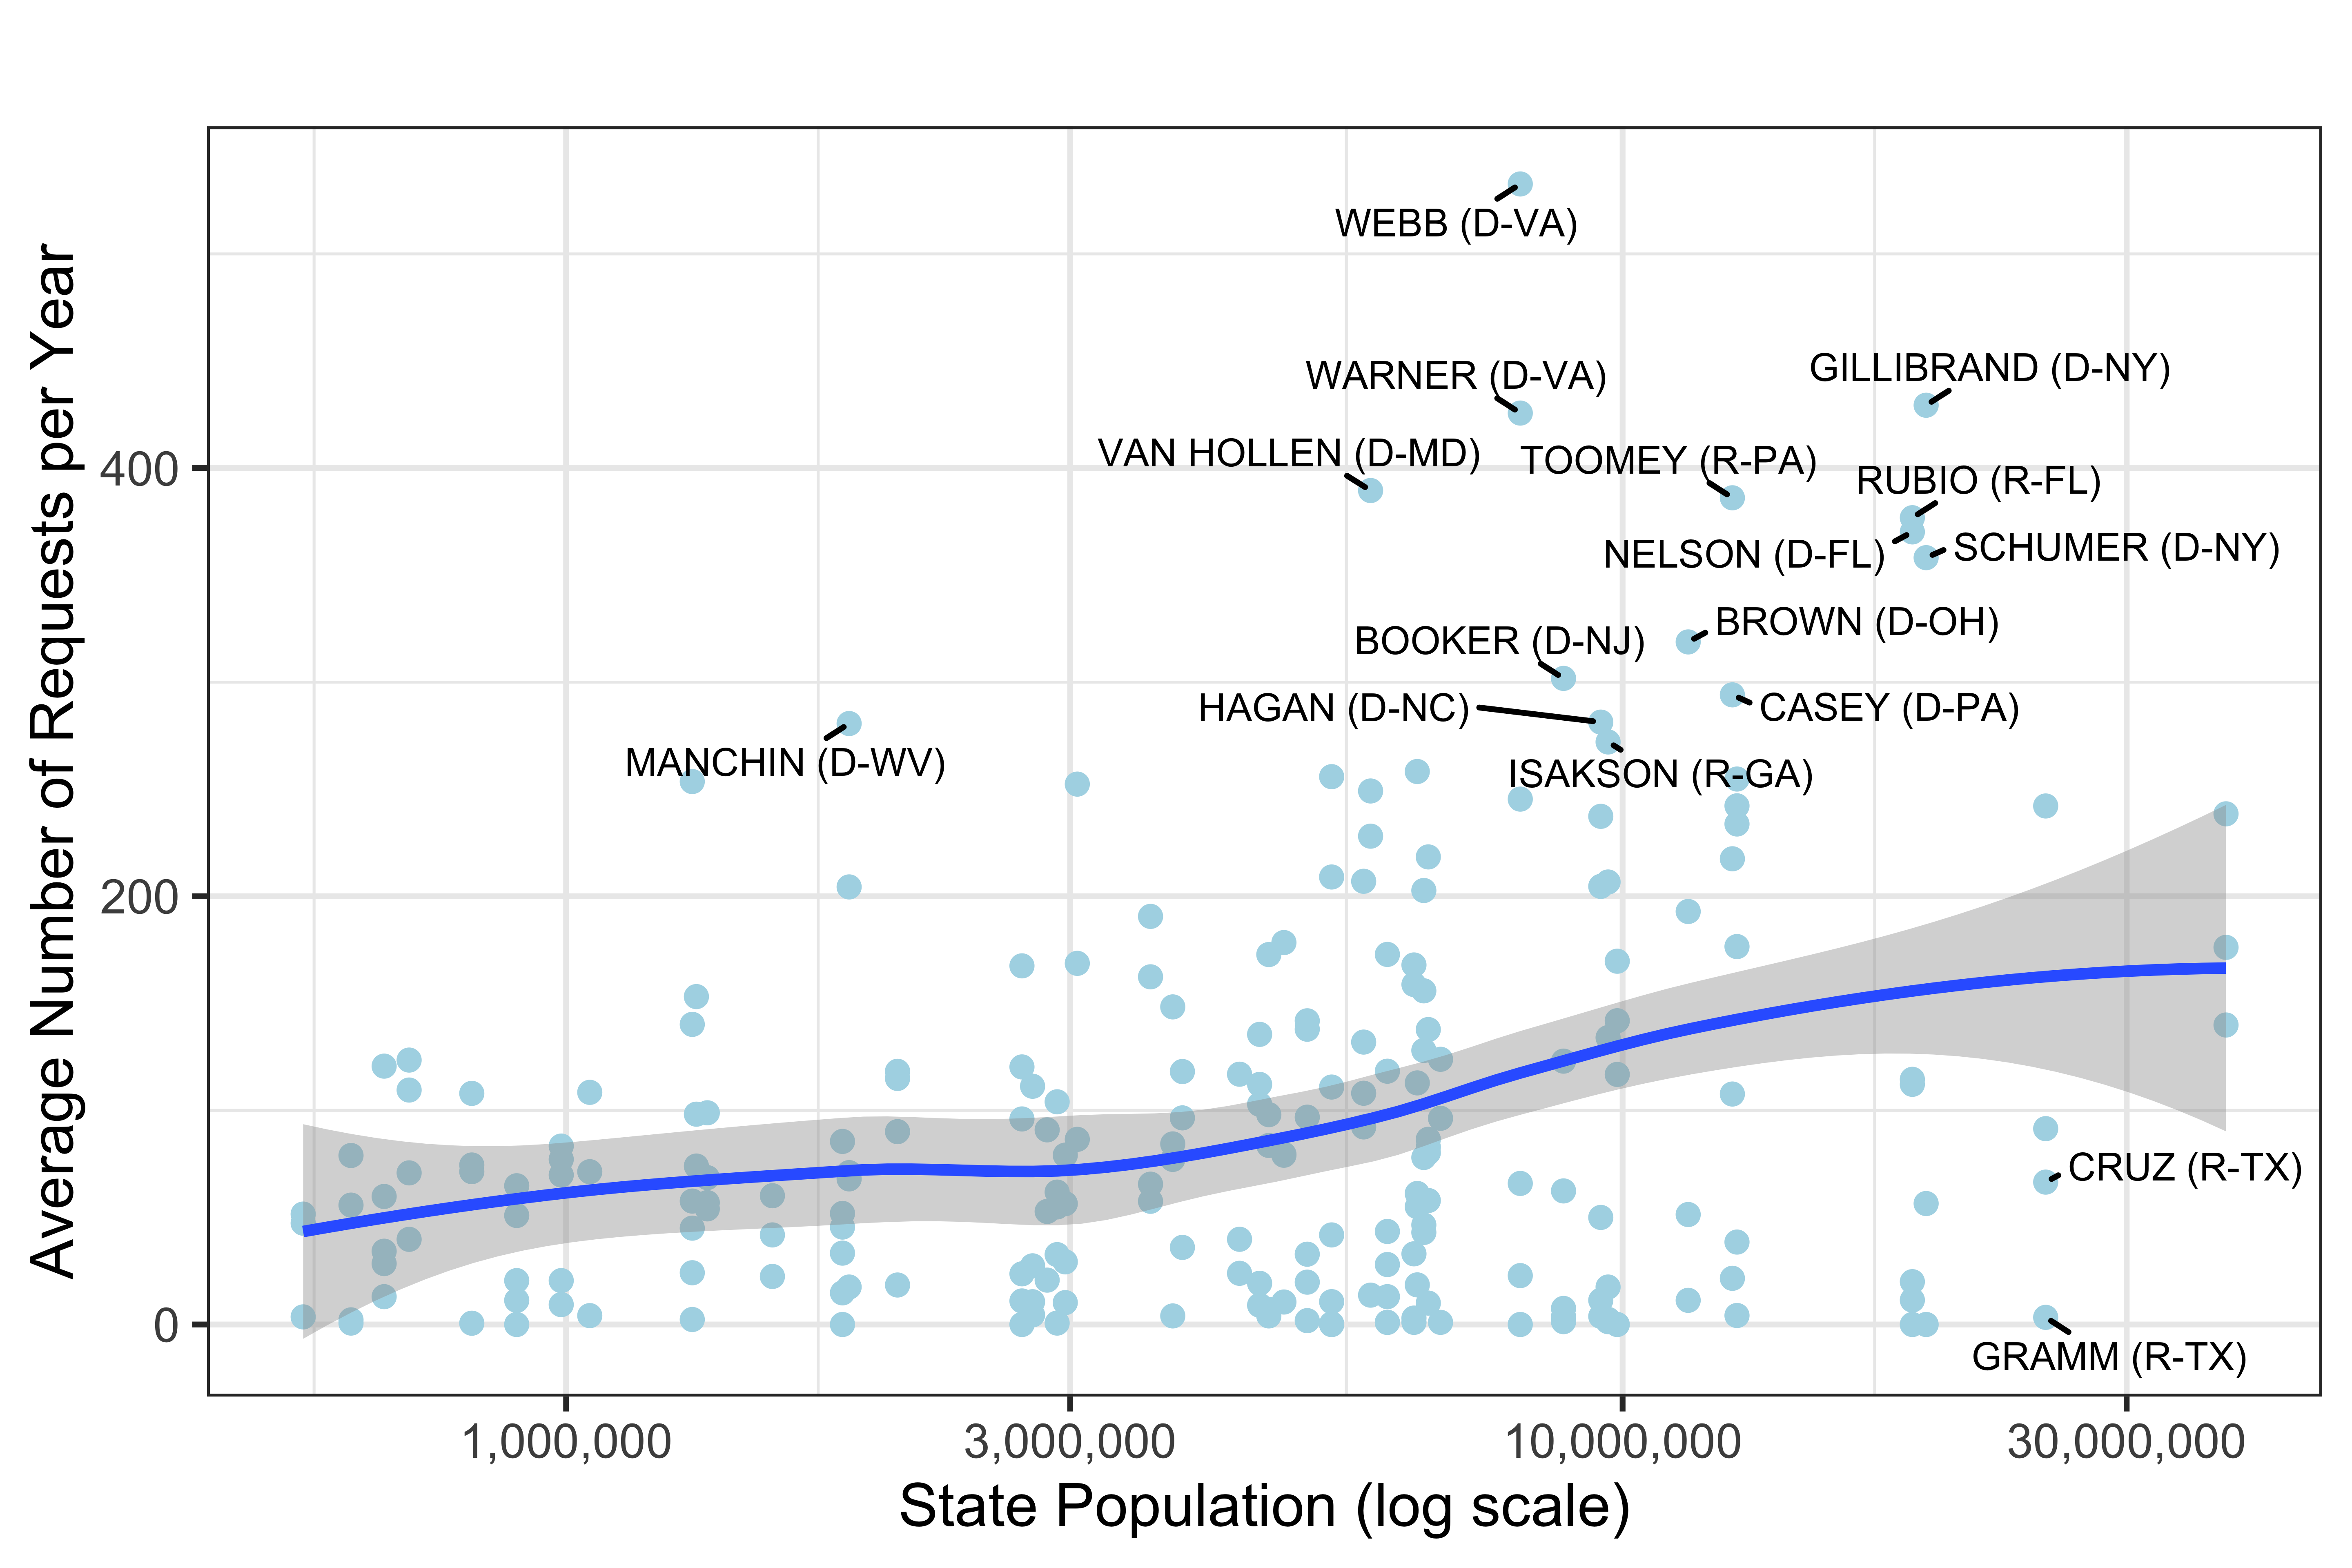 WEBB (D-VA)
GILLIBRAND (D-NY)
WARNER (D-VA)
VAN HOLLEN (D-MD)
TOOMEY (R-PA)
RUBIO (R-FL)
NELSON (D-FL)
SCHUMER (D-NY)
BROWN (D-OH)
BOOKER (D-NJ)
HAGAN (D-NC)
CASEY (D-PA)
MANCHIN (D-WV)
ISAKSON (R-GA)
CRUZ (R-TX)
GRAMM (R-TX)
Average Number of Requests per Year
400
200
0
1,000,000
3,000,000
10,000,000
30,000,000
State Population (log scale)